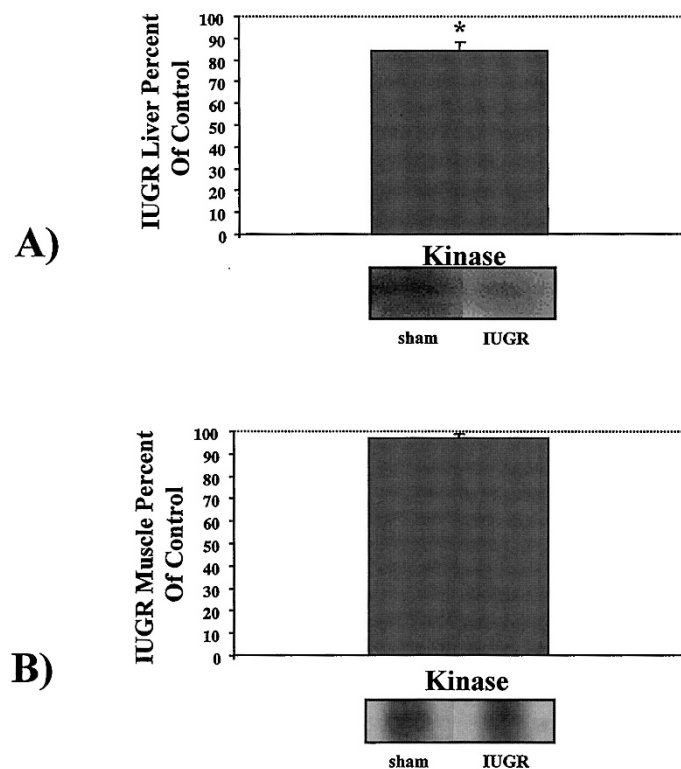 A)
IUGR Liver Percent
Of Control
100
90
80
70
60
50
40
30
20
10
0
*
Kinase
sham IUGR
B)
IUGR Muscle Percent
Of Control
100
90
80
70
60
50
40
30
20
10
0
Kinase
sham IUGR